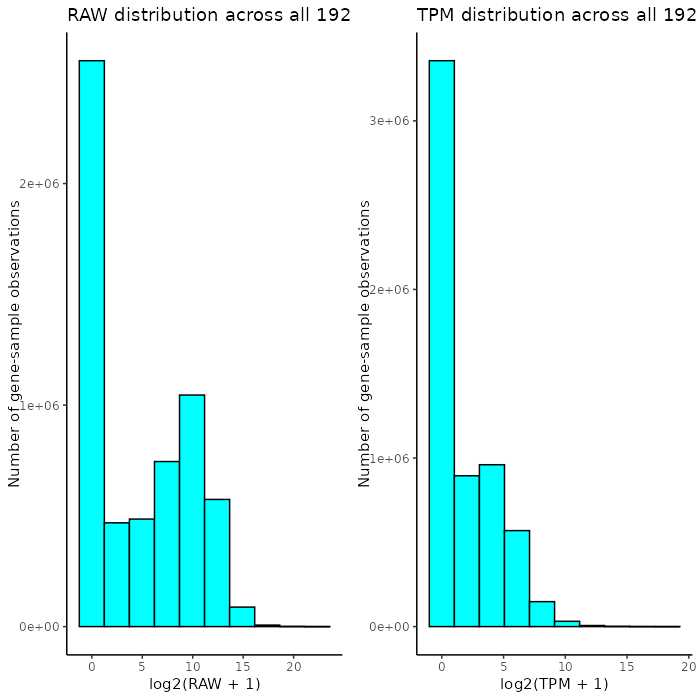 RAW distribution across all 192
Number of gene-sample observations
2e+06
1e+06
0e+00
0 5 10 15 20
log2(RAW + 1)
TPM distribution across all 192
Number of gene-sample observations
3e+06
2e+06
1e+06
0e+00
0 5 10 15 20
log2(TPM + 1)